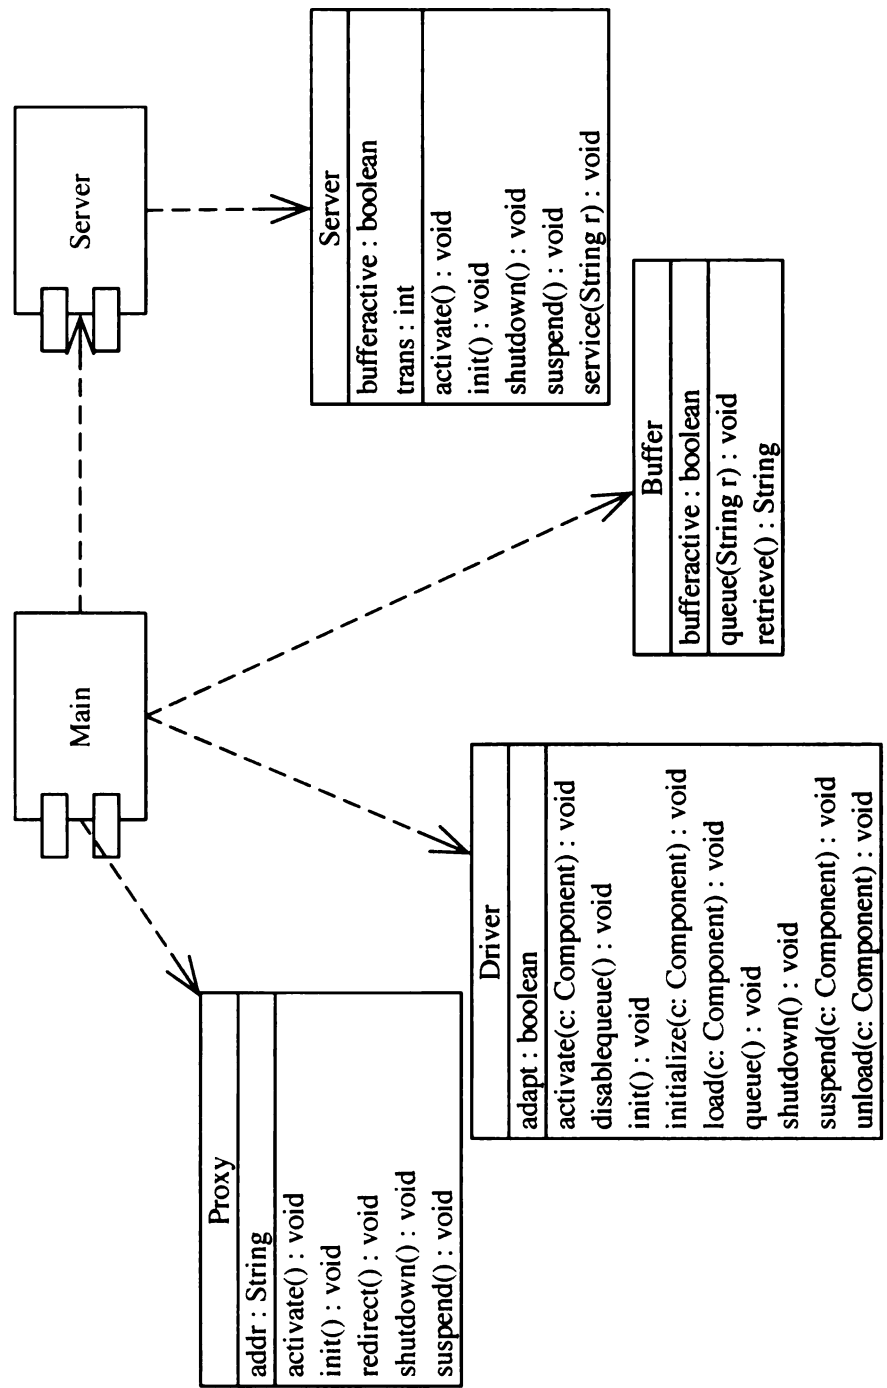 Main
Server
Proxy
addr : String
activate() : void
init() : void
redirect() : void
shutdown() : void
suspend() : void
Driver
adapt : boolean
activate(c: Component) : void
disablequeue() : void
init() : void
initialize(c: Component) : void
load(c: Component) : void
queue() : void
shutdown() : void
suspend(c: Component) : void
unload(c: Component) : void
Buffer
bufferactive : boolean
queue(String r) : void
retrieve() : String
Server
bufferactive : boolean
trans : int
activate() : void
init() : void
shutdown() : void
suspend() : void
service(String r) : void